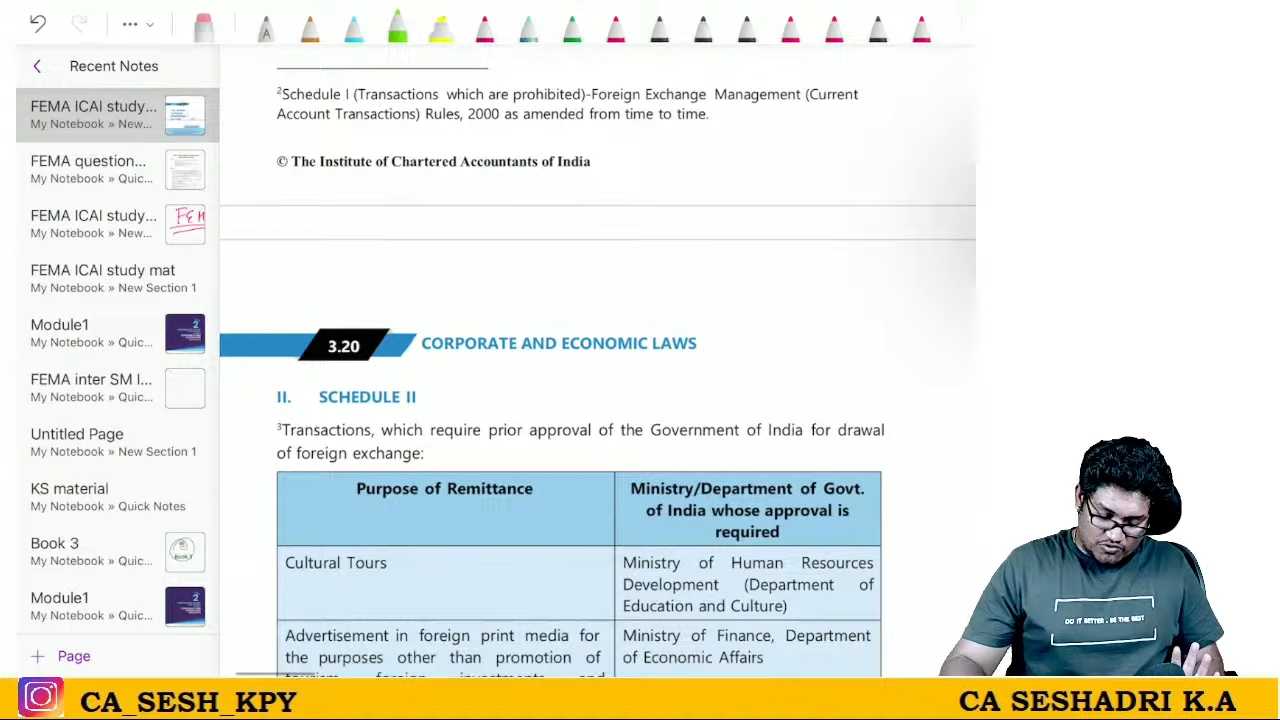 Recent Notes
FEMA ICAI study...
My Notebook » New...
FEMA question...
My Notebook » Quic...
FEMA ICAI study...
My Notebook » New...
FEMA
FEMA ICAI study mat
My Notebook » New Section 1
Module1
My Notebook » Quic...
FEMA inter SM I...
My Notebook » Quic...
Untitled Page
My Notebook » New Section 1
KS material
My Notebook » Quick Notes
Book 3
My Notebook » Quic...
Module1
My Notebook » Quic...
+ Page
A
²Schedule I (Transactions which are prohibited)-Foreign Exchange Management (Current
Account Transactions) Rules, 2000 as amended from time to time.
© The Institute of Chartered Accountants of India
3.20 CORPORATE AND ECONOMIC LAWS
II. SCHEDULE II
³Transactions, which require prior approval of the Government of India for drawal
of foreign exchange:
Purpose of Remittance
Ministry/Department of Govt.
of India whose approval is
required
Cultural Tours
Ministry of Human Resources
Development (Department of
Education and Culture)
Advertisement in foreign print media for
the purposes other than promotion of
Ministry of Finance, Department
of Economic Affairs
DO IT BETTER . BE THE BEST
CA_SESH_KPY
CA SESHADRI K.A